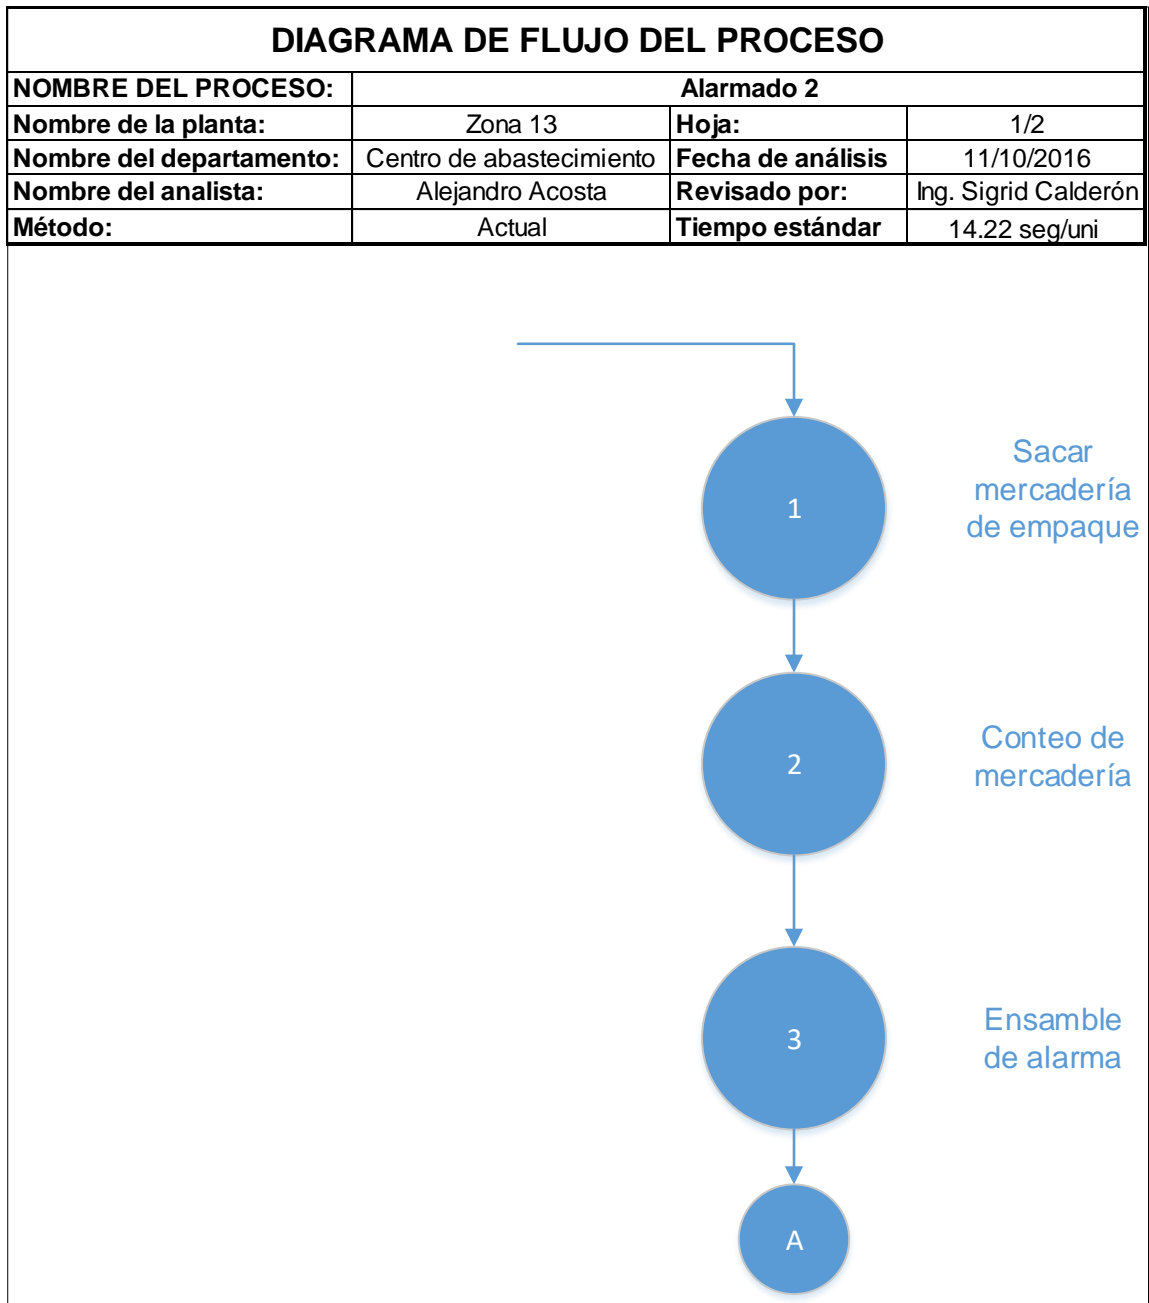 DIAGRAMA DE FLUJO DEL PROCESO
NOMBRE DEL PROCESO: Alarmado 2
Nombre de la planta: Zona 13 Hoja: 1/2
Nombre del departamento: Centro de abastecimiento Fecha de análisis 11/10/2016
Nombre del analista: Alejandro Acosta Revisado por: Ing. Sigrid Calderón
Método: Actual Tiempo estándar 14.22 seg/uni
1
Sacar
mercadería
de empaque
2
Conteo de
mercadería
3
Ensamble
de alarma
A